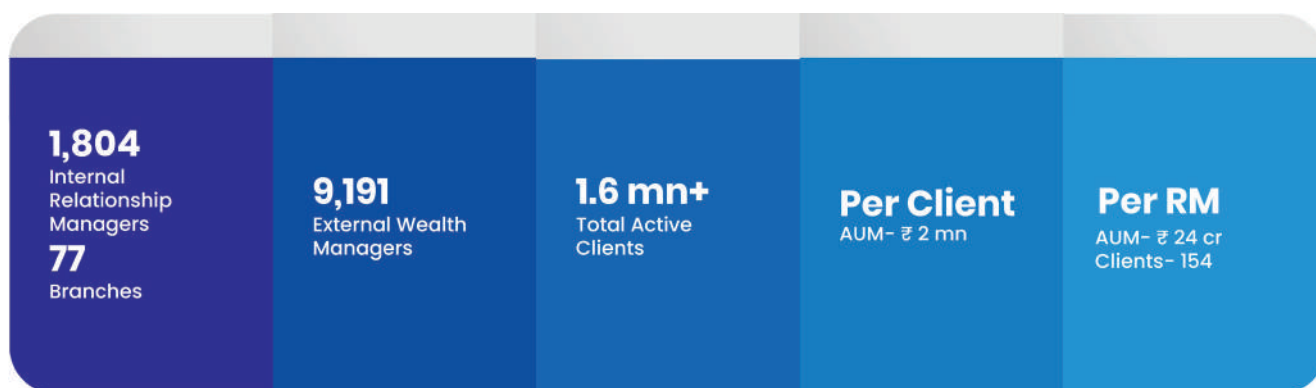 1,804
Internal
Relationship
Managers
77
Branches
9,191
External Wealth
Managers
1.6 mn+
Total Active
Clients
Per Client
AUM- ₹ 2 mn
Per RM
AUM- ₹ 24 cr
Clients- 154